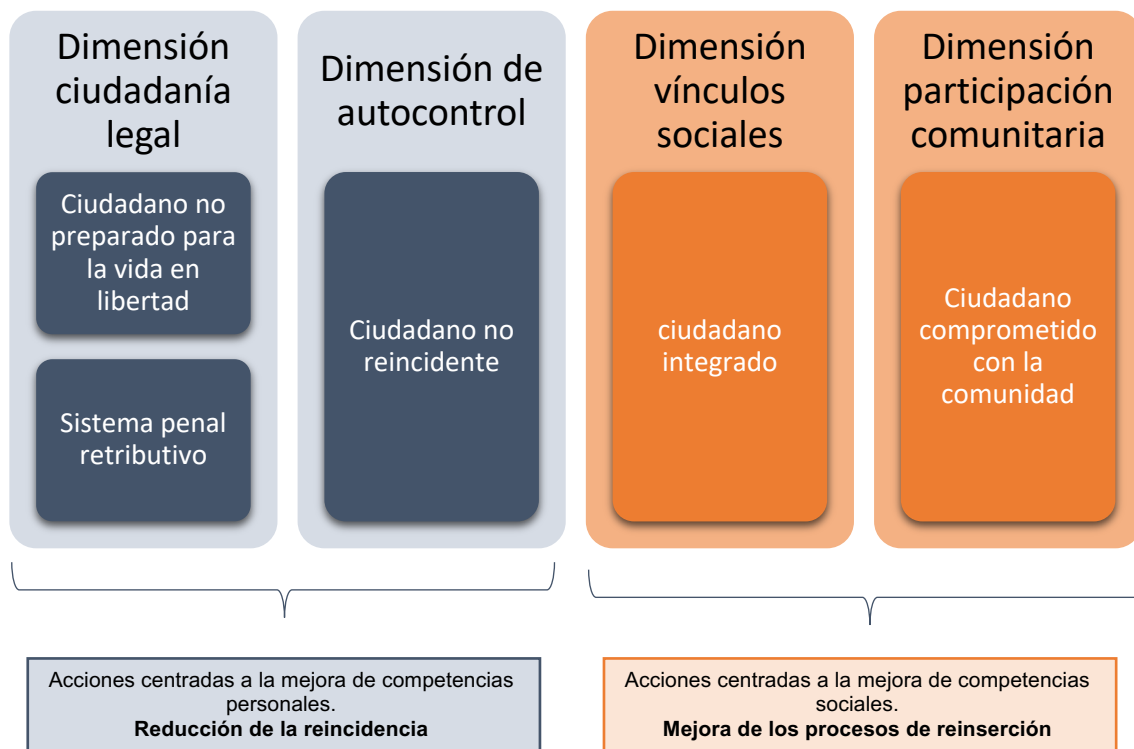 Dimensión
ciudadanía
legal
Ciudadano no
preparado para
la vida en
libertad
Sistema penal
retributivo
Dimensión de
autocontrol
Ciudadano no
reincidente
Dimensión
vínculos
sociales
ciudadano
integrado
Dimensión
participación
comunitaria
Ciudadano
comprometido
con la
comunidad
Acciones centradas a la mejora de competencias
personales.
Reducción de la reincidencia
Acciones centradas a la mejora de competencias
sociales.
Mejora de los procesos de reinserción